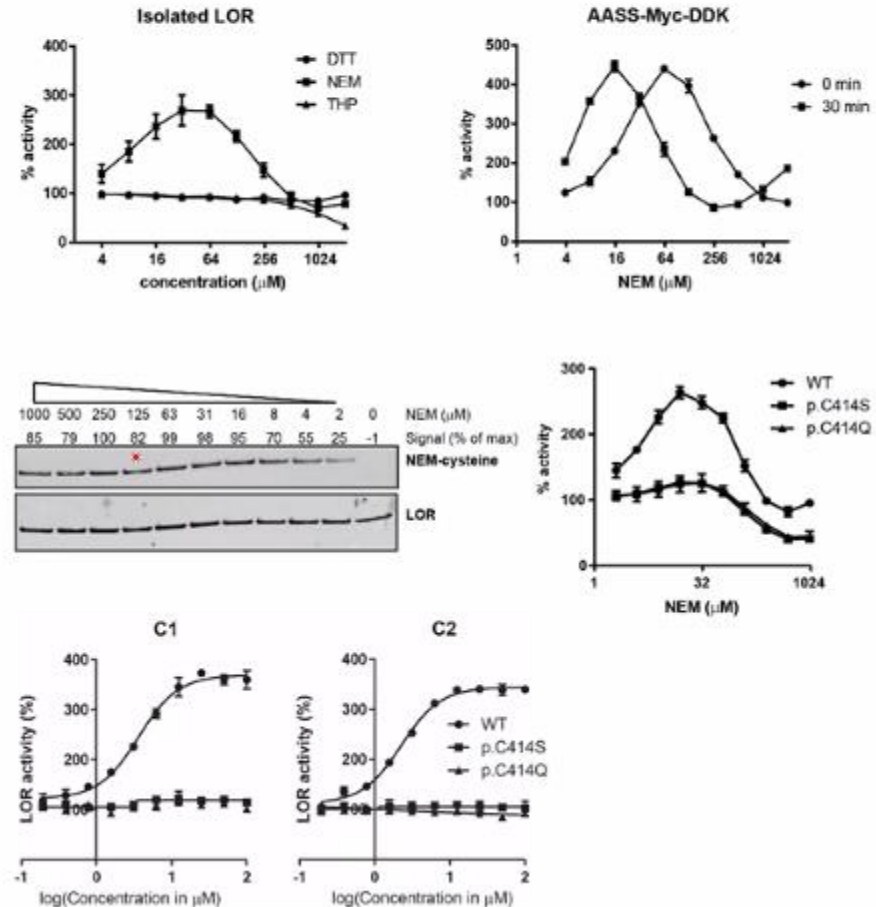 Isolated LOR
400
300
200
100
0
% activity
4 16 64 256 1024
concentration (µM)
DTT
NEM
THP
AASS-Myc-DDK
500
400
300
200
100
0
% activity
1 4 16 64 256 1024
NEM (µM)
0 min
30 min
1000 500 250 125 63 31 16 8 4 2 0 NEM (µM)
85 79 100 82 99 98 95 70 55 25 -1 Signal (% of max)
*
NEM-cysteine
LOR
300
200
100
0
% activity
1 32 1024
NEM (µM)
WT
p.C414S
p.C414Q
C1
400
300
200
100
LOR activity (%)
-1 0 1 2
log(Concentration in µM)
C2
400
300
200
100
LOR activity (%)
-1 0 1 2
log(Concentration in µM)
WT
p.C414S
p.C414Q